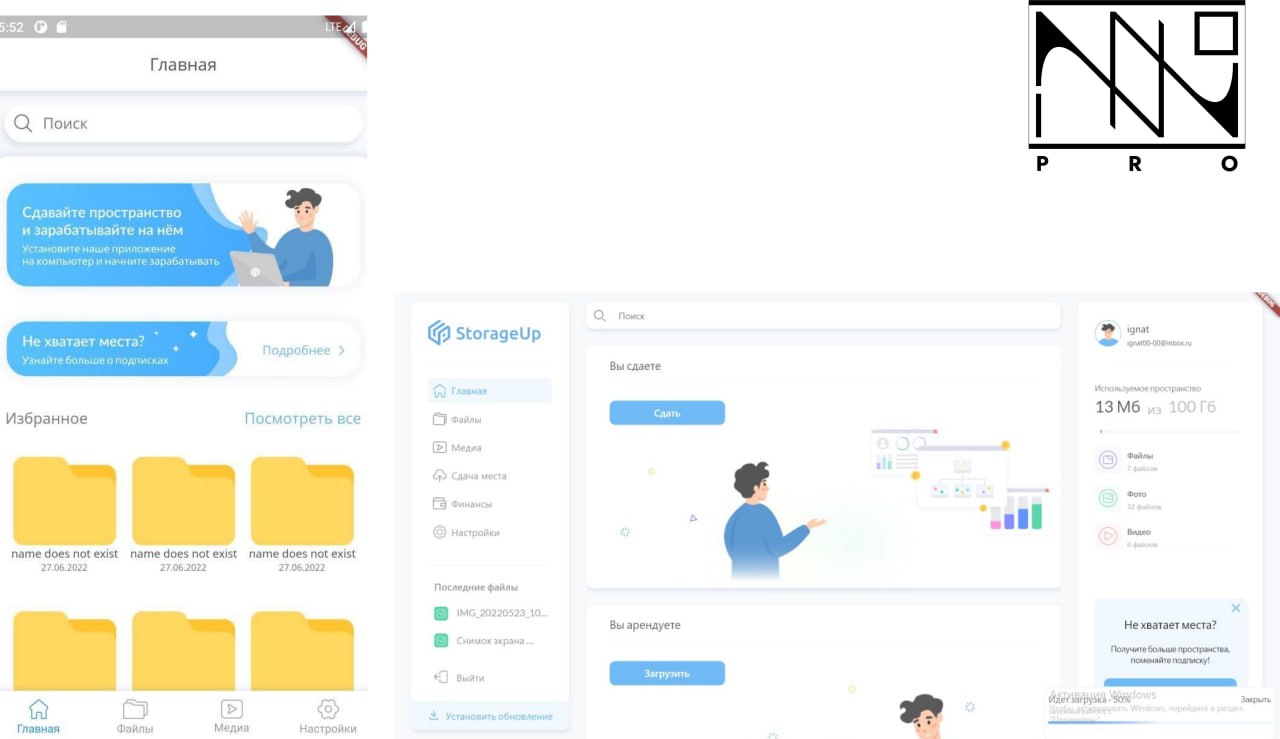 5:52
LTE
DEBUG
Главная
Поиск
Сдавайте пространство
и зарабатывайте на нём
Установите наше приложение
на компьютер и начните зарабатывать
Не хватает места?
Узнайте больше о подписках
Подробнее
Избранное
Посмотреть все
name does not exist
27.06.2022
name does not exist
27.06.2022
name does not exist
27.06.2022
Главная
Файлы
Медиа
Настройки
PRO
StorageUp
Главная
Файлы
Медиа
Сдача места
Финансы
Настройки
Последние файлы
IMG_20220523_10...
Снимок экрана ...
Выйти
Установить обновление
Поиск
Вы сдаете
Сдать
Вы арендуете
Загрузить
DEBUG
ignat
ignat00-00@inbox.ru
Используемое пространство
13 Мб из 100 Гб
Файлы
7 файлов
Фото
32 файлов
Видео
0 файлов
Не хватает места?
Получите больше пространства,
поменяйте подписку!
Активация Windows
Идет загрузка - 50%
Закрыть
Чтобы активировать Windows, перейдите в раздел
"Параметры".